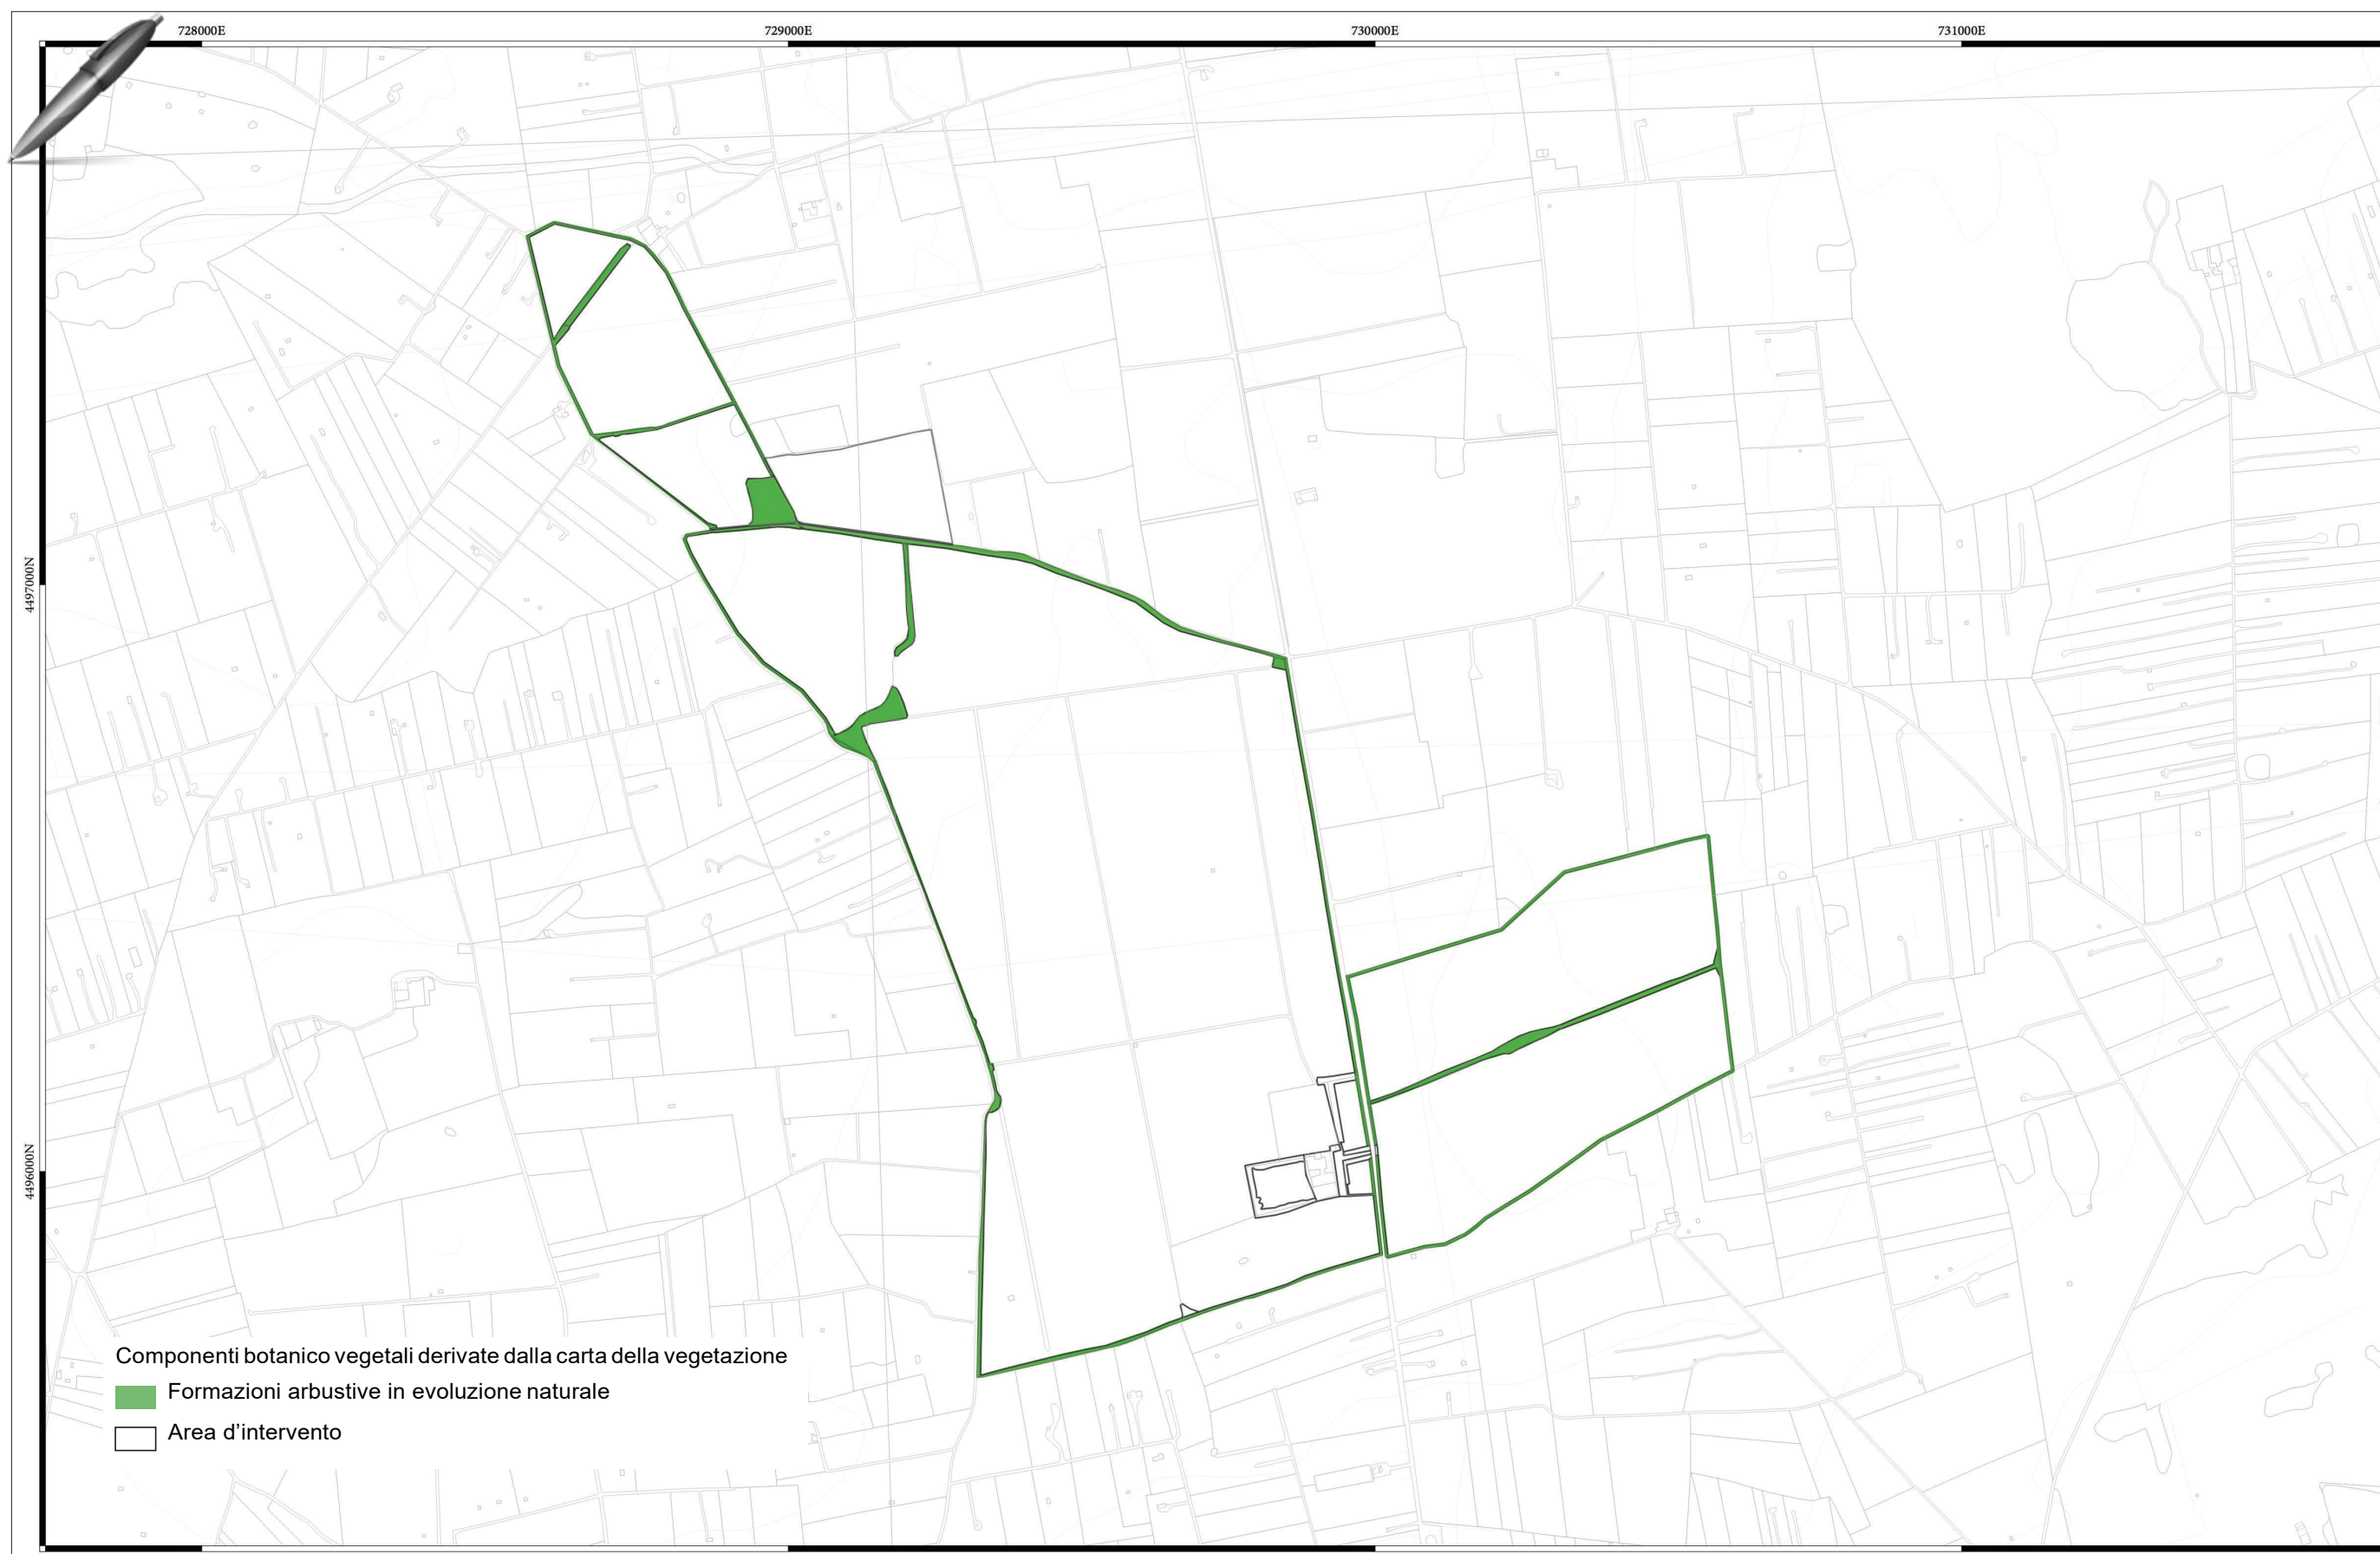 728000E
729000E
730000E
731000E
4497000N
4496000N
Componenti botanico vegetali derivate dalla carta della vegetazione
Formazioni arbustive in evoluzione naturale
Area d’intervento